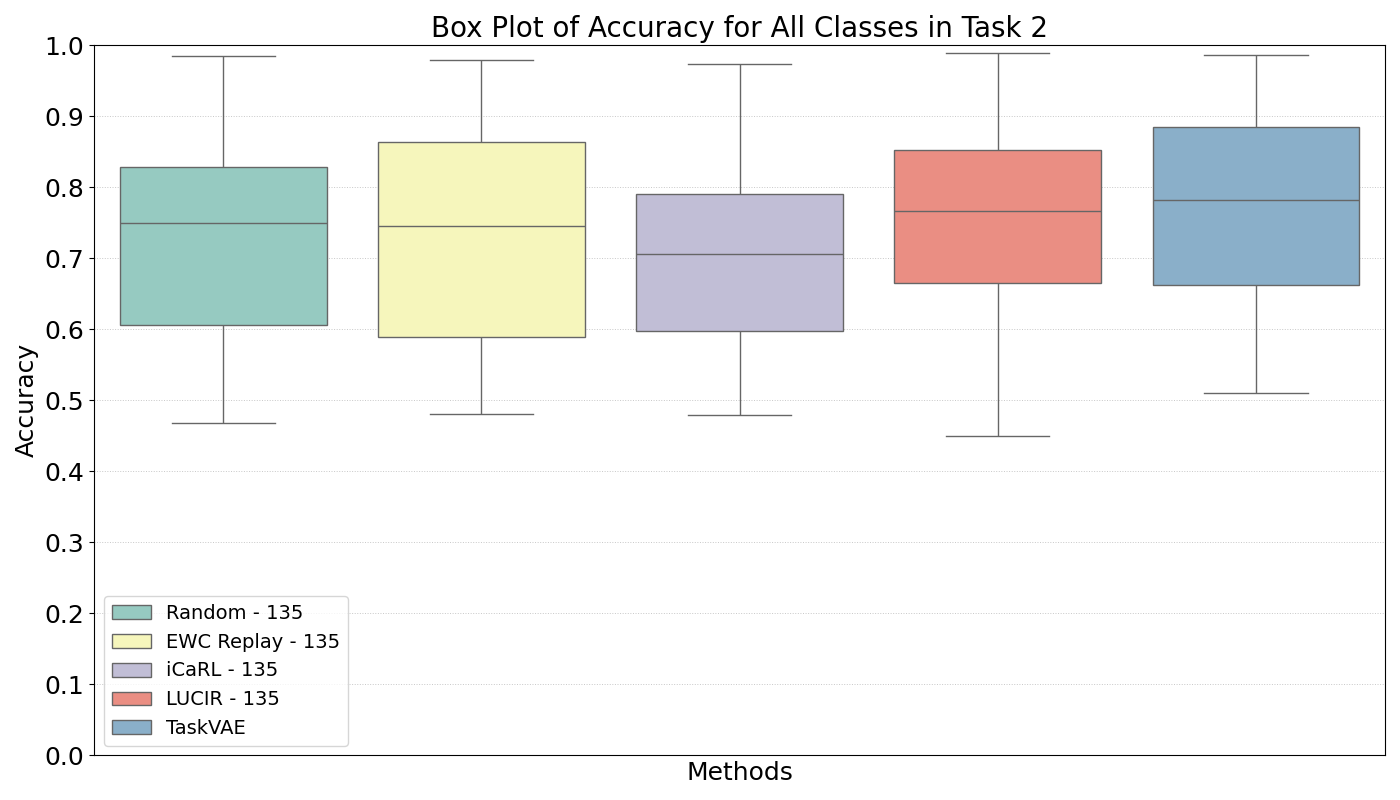 Box Plot of Accuracy for All Classes in Task 2
1.0
0.9
0.8
0.7
0.6
0.5
0.4
0.3
0.2
0.1
0.0
Accuracy
Random - 135
EWC Replay - 135
iCaRL - 135
LUCIR - 135
TaskVAE
Methods